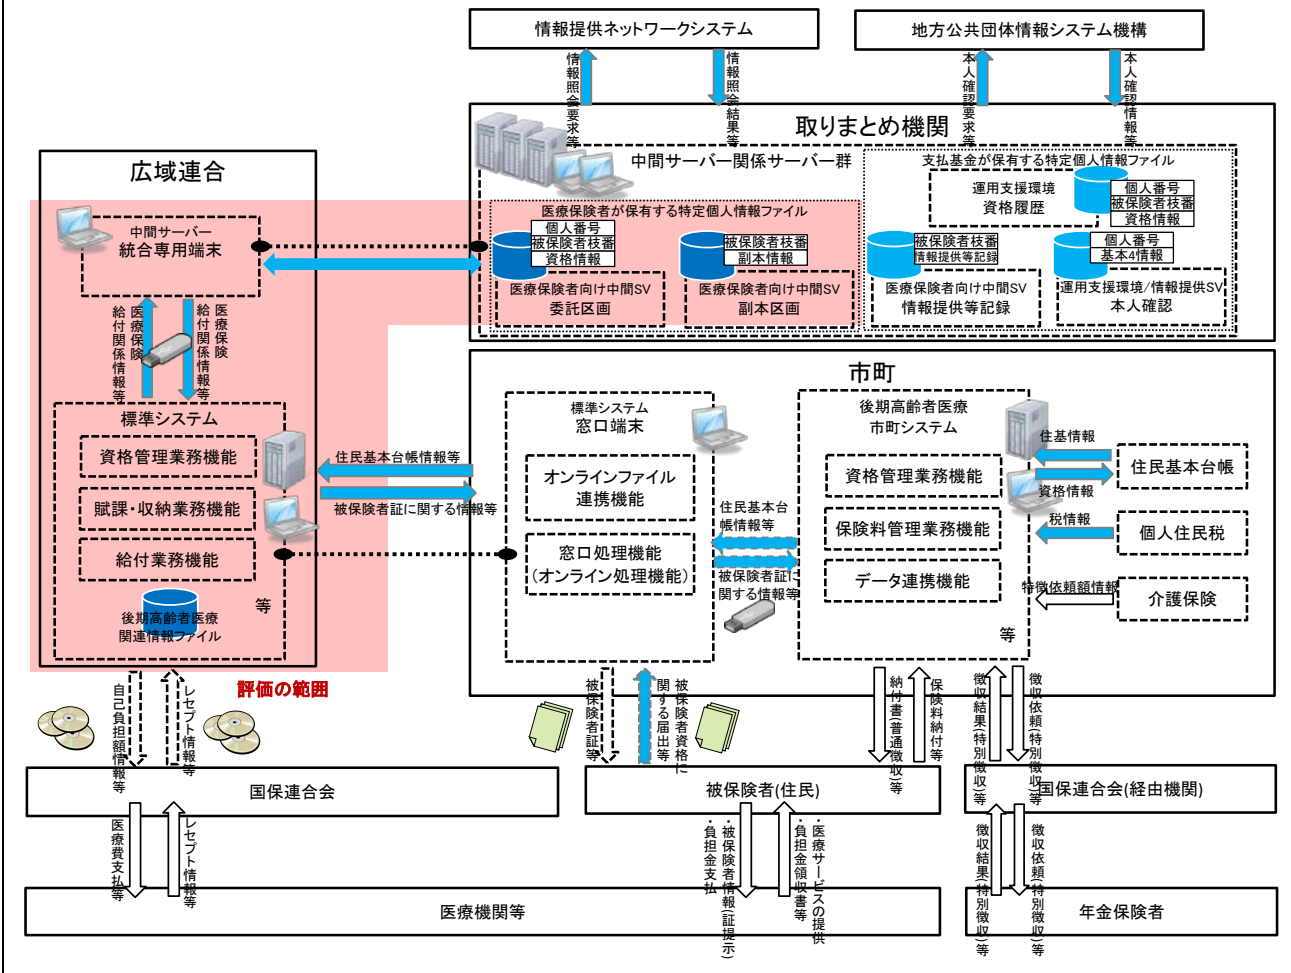 情報提供ネットワークシステム
地方公共団体情報システム機構
情報照会要求等
情報照会結果等
本人確認要求等
本人確認情報等
取りまとめ機関
中間サーバー関係サーバー群
支払基金が保有する特定個人情報ファイル
運用支援環境
資格履歴
個人番号
被保険者枝番
資格情報
医療保険者が保有する特定個人情報ファイル
個人番号
被保険者枝番
資格情報
被保険者枝番
副本情報
被保険者枝番
情報提供等記録
個人番号
基本4情報
医療保険者向け中間SV
委託区画
医療保険者向け中間SV
副本区画
医療保険者向け中間SV
情報提供等記録
運用支援環境/情報提供SV
本人確認
広域連合
中間サーバー
統合専用端末
医療保険
給付関係情報等
医療保険
給付関係情報等
標準システム
資格管理業務機能
賦課・収納業務機能
給付業務機能
等
後期高齢者医療
関連情報ファイル
評価の範囲
住民基本台帳情報等
被保険者証に関する情報等
市町
標準システム
窓口端末
オンラインファイル
連携機能
窓口処理機能
(オンライン処理機能)
住民基本台
帳情報等
被保険者証に
関する情報等
後期高齢者医療
市町システム
資格管理業務機能
保険料管理業務機能
データ連携機能
等
住基情報
資格情報
税情報
特徴依頼額情報
住民基本台帳
個人住民税
介護保険
自己負担額情報等
レセプト情報等
被保険者証等
被保険者資格に
関する届出等
納付書(普通徴収)等
保険料納付等
徴収結果(特別徴収)等
徴収依頼(特別徴収)等
国保連合会
被保険者(住民)
国保連合会(経由機関)
医療費支払等
レセプト情報等
・被保険者情報(証提示)
・負担金支払
・医療サービスの提供
・負担金領収書等
徴収結果(特別徴収)等
徴収依頼(特別徴収)等
医療機関等
年金保険者